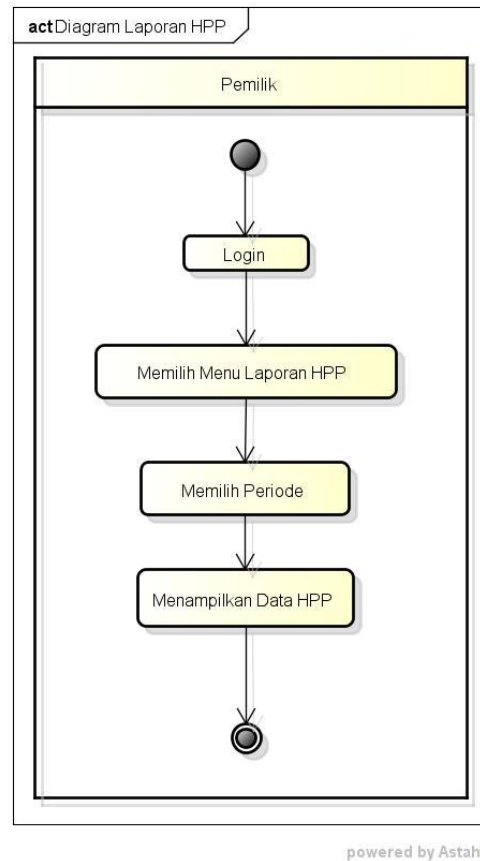 act Diagram Laporan HPP
Pemilik
Login
Memilih Menu Laporan HPP
Memilih Periode
Menampilkan Data HPP
powered by Astah